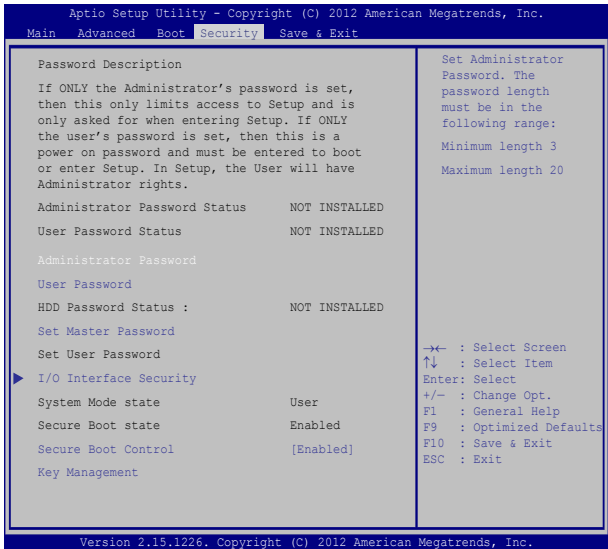 Aptio Setup Utility - Copyright (C) 2012 American Megatrends, Inc.
Main Advanced Boot Security Save & Exit
Password Description
If ONLY the Administrator's password is set,
then this only limits access to Setup and is
only asked for when entering Setup. If ONLY
the user's password is set, then this is a
power on password and must be entered to boot
or enter Setup. In Setup, the User will have
Administrator rights.
Administrator Password Status NOT INSTALLED
User Password Status NOT INSTALLED
Administrator Password
User Password
HDD Password Status : NOT INSTALLED
Set Master Password
Set User Password
I/O Interface Security
System Mode state User
Secure Boot state Enabled
Secure Boot Control [Enabled]
Key Management
Set Administrator
Password. The
password length
must be in the
following range:
Minimum length 3
Maximum length 20
→← : Select Screen
↑↓ : Select Item
Enter: Select
+/− : Change Opt.
F1 : General Help
F9 : Optimized Defaults
F10 : Save & Exit
ESC : Exit
Version 2.15.1226. Copyright (C) 2012 American Megatrends, Inc.